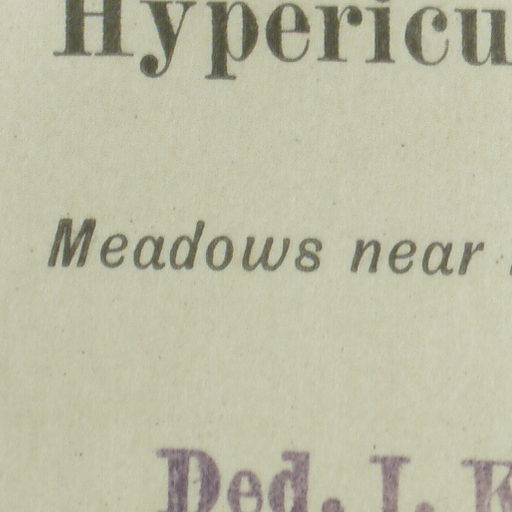 Hypericu
Meadows near
Ded. I.